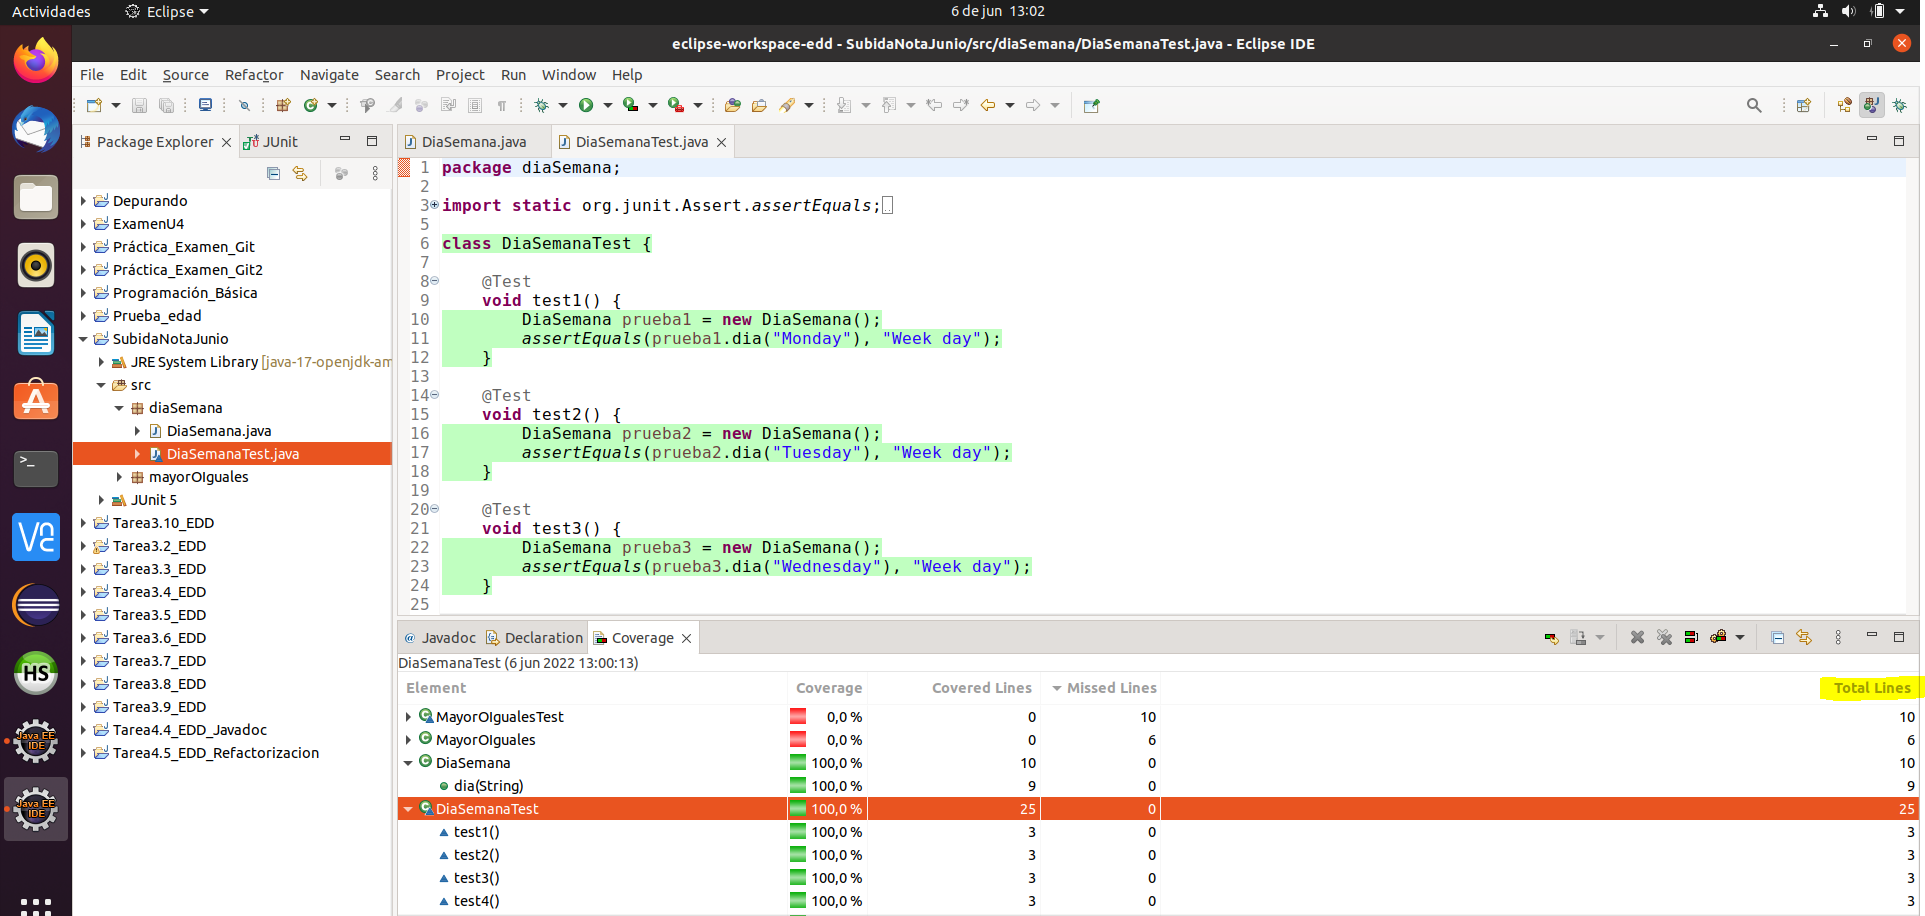 Actividades
Eclipse
6 de jun 13:02
eclipse-workspace-edd - SubidaNotaJunio/src/diaSemana/DiaSemanaTest.java - Eclipse IDE
File Edit Source Refactor Navigate Search Project Run Window Help
Package Explorer
JUnit
Depurando
ExamenU4
Práctica_Examen_Git
Práctica_Examen_Git2
Programación_Básica
Prueba_edad
SubidaNotaJunio
JRE System Library [java-17-openjdk-am
src
diaSemana
DiaSemana.java
DiaSemanaTest.java
mayorOIguales
JUnit 5
Tarea3.10_EDD
Tarea3.2_EDD
Tarea3.3_EDD
Tarea3.4_EDD
Tarea3.5_EDD
Tarea3.6_EDD
Tarea3.7_EDD
Tarea3.8_EDD
Tarea3.9_EDD
Tarea4.4_EDD_Javadoc
Tarea4.5_EDD_Refactorizacion
DiaSemana.java
DiaSemanaTest.java
1 package diaSemana;
2
3 import static org.junit.Assert.assertEquals;
5
6 class DiaSemanaTest {
7
8 @Test
9 void test1() {
10 DiaSemana prueba1 = new DiaSemana();
11 assertEquals(prueba1.dia("Monday"), "Week day");
12 }
13
14 @Test
15 void test2() {
16 DiaSemana prueba2 = new DiaSemana();
17 assertEquals(prueba2.dia("Tuesday"), "Week day");
18 }
19
20 @Test
21 void test3() {
22 DiaSemana prueba3 = new DiaSemana();
23 assertEquals(prueba3.dia("Wednesday"), "Week day");
24 }
25
Javadoc Declaration Coverage
DiaSemanaTest (6 jun 2022 13:00:13)
Element Coverage Covered Lines Missed Lines Total Lines
MayorOIgualesTest 0,0 % 0 10 10
MayorOIguales 0,0 % 0 6 6
DiaSemana 100,0 % 10 0 10
dia(String) 100,0 % 9 0 9
DiaSemanaTest 100,0 % 25 0 25
test1() 100,0 % 3 0 3
test2() 100,0 % 3 0 3
test3() 100,0 % 3 0 3
test4() 100,0 % 3 0 3
>_
V2
HS
Java EE
IDE
Java EE
IDE